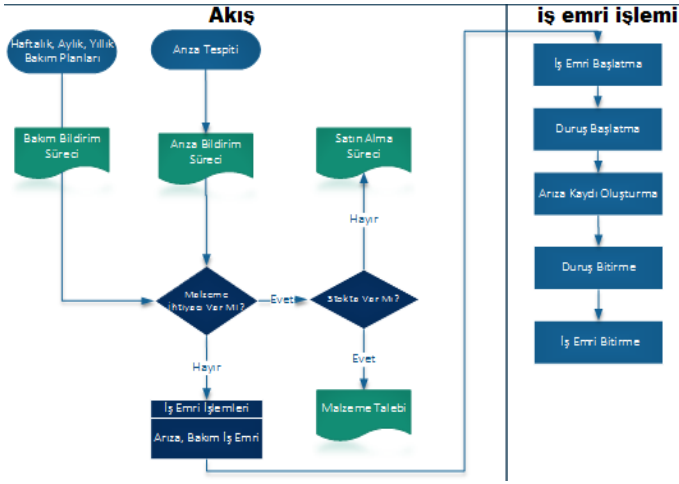 Akış
iş emri işlemi
Haftalık, Aylık, Yıllık
Bakım Planları
Arıza Tespiti
İş Emri Başlatma
Bakım Bildirim
Süreci
Arıza Bildirim
Süreci
Satın Alma
Süreci
Duruş Başlatma
Arıza Kaydı Oluşturma
Hayır
Malzeme
İhtiyacı Var Mı?
Evet
Stokta Var Mı?
Duruş Bitirme
Hayır
Evet
İş Emri Bitirme
İş Emri İşlemleri
Arıza, Bakım İş Emri
Malzeme Talebi